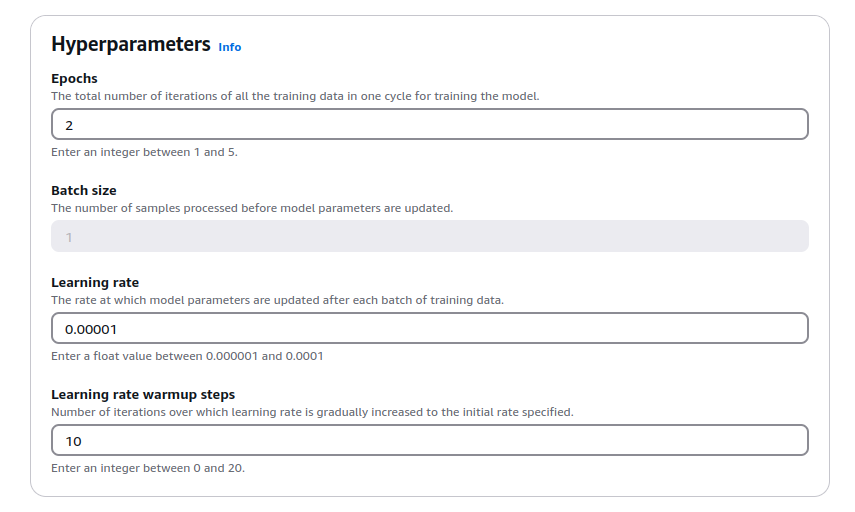 Hyperparameters Info
Epochs
The total number of iterations of all the training data in one cycle for training the model.
2
Enter an integer between 1 and 5.
Batch size
The number of samples processed before model parameters are updated.
1
Learning rate
The rate at which model parameters are updated after each batch of training data.
0.00001
Enter a float value between 0.000001 and 0.0001
Learning rate warmup steps
Number of iterations over which learning rate is gradually increased to the initial rate specified.
10
Enter an integer between 0 and 20.